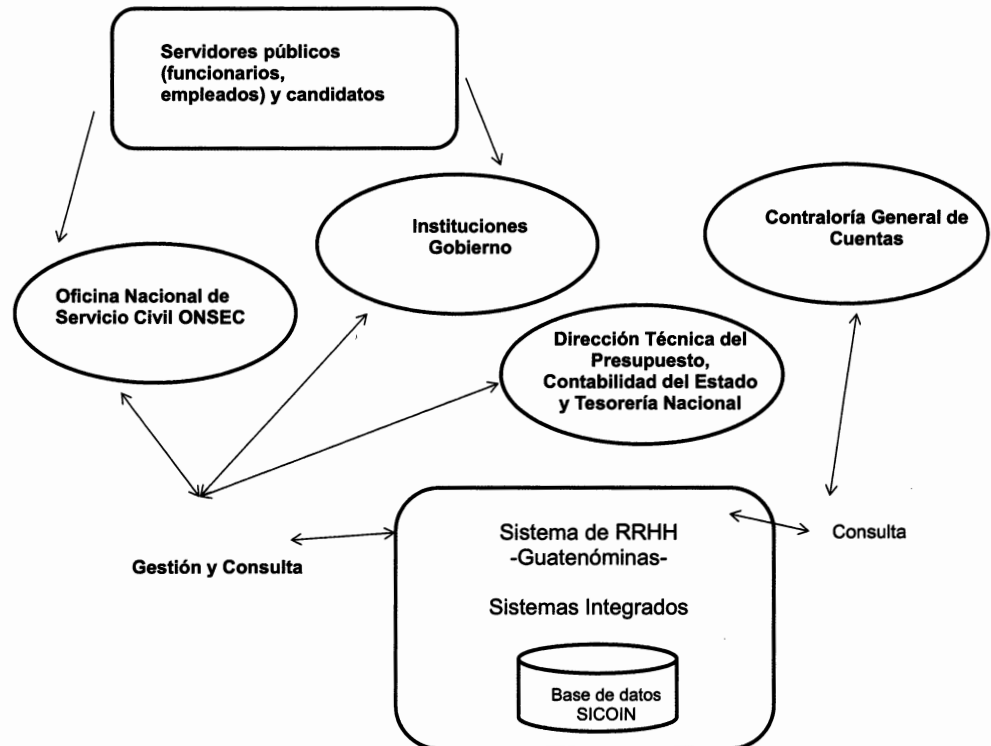 Servidores públicos
(funcionarios,
empleados) y candidatos
Instituciones
Gobierno
Contraloría General de
Cuentas
Oficina Nacional de
Servicio Civil ONSEC
Dirección Técnica del
Presupuesto,
Contabilidad del Estado
y Tesorería Nacional
Gestión y Consulta
Sistema de RRHH
-Guatenóminas-
Sistemas Integrados
Base de datos
SICOIN
Consulta